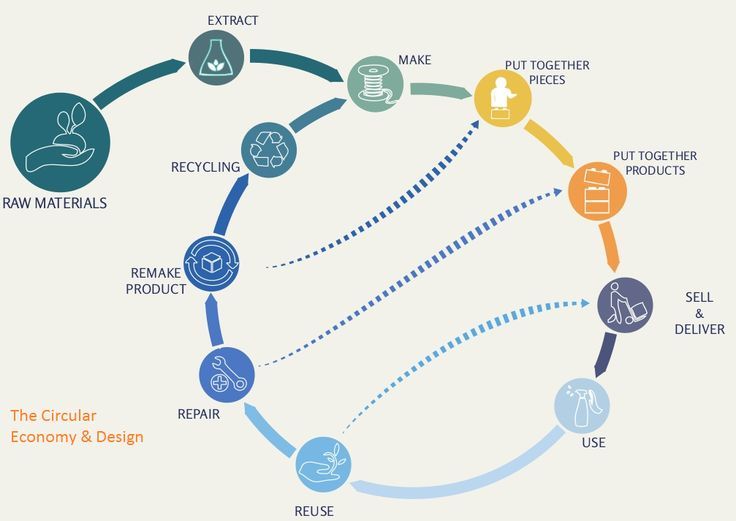 EXTRACT
MAKE
PUT TOGETHER
PIECES
RAW MATERIALS
RECYCLING
PUT TOGETHER
PRODUCTS
REMAKE
PRODUCT
SELL
&
DELIVER
REPAIR
USE
REUSE
The Circular
Economy & Design